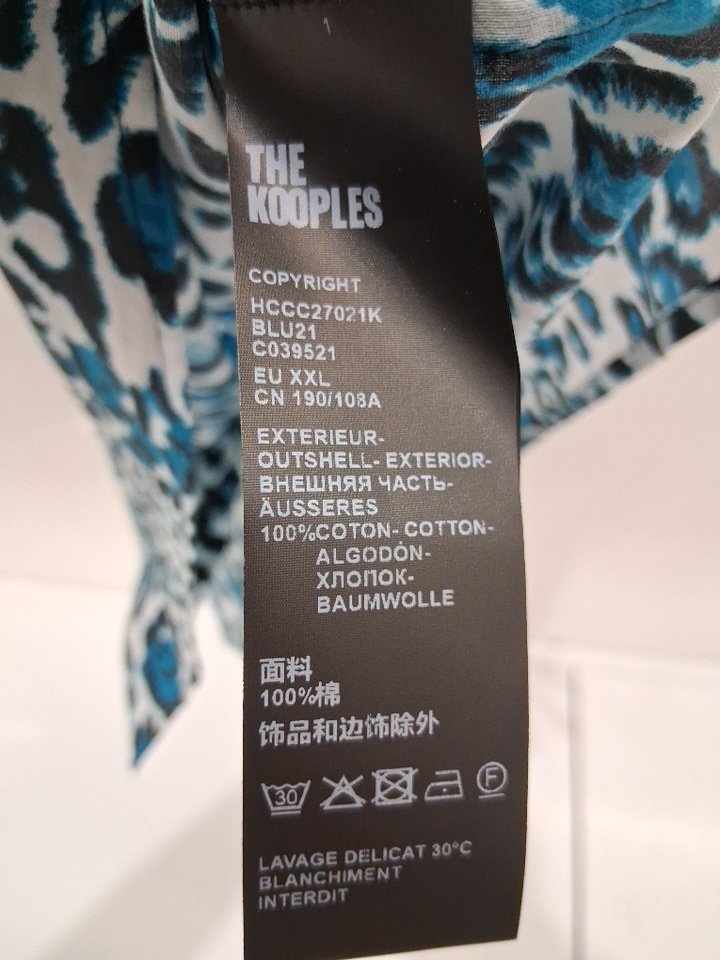 1
THE
KOOPLES
COPYRIGHT
HCCC27021K
BLU21
C039521
EU XXL
CN 190/108A
EXTERIEUR-
OUTSHELL- EXTERIOR-
ВНЕШНЯЯ ЧАСТЬ-
ÄUSSERES
100%COTON- COTTON-
ALGODÓN-
ХЛОПОК-
BAUMWOLLE
面料
100%棉
饰品和边饰除外
30 F
LAVAGE DELICAT 30°C
BLANCHIMENT
INTERDIT